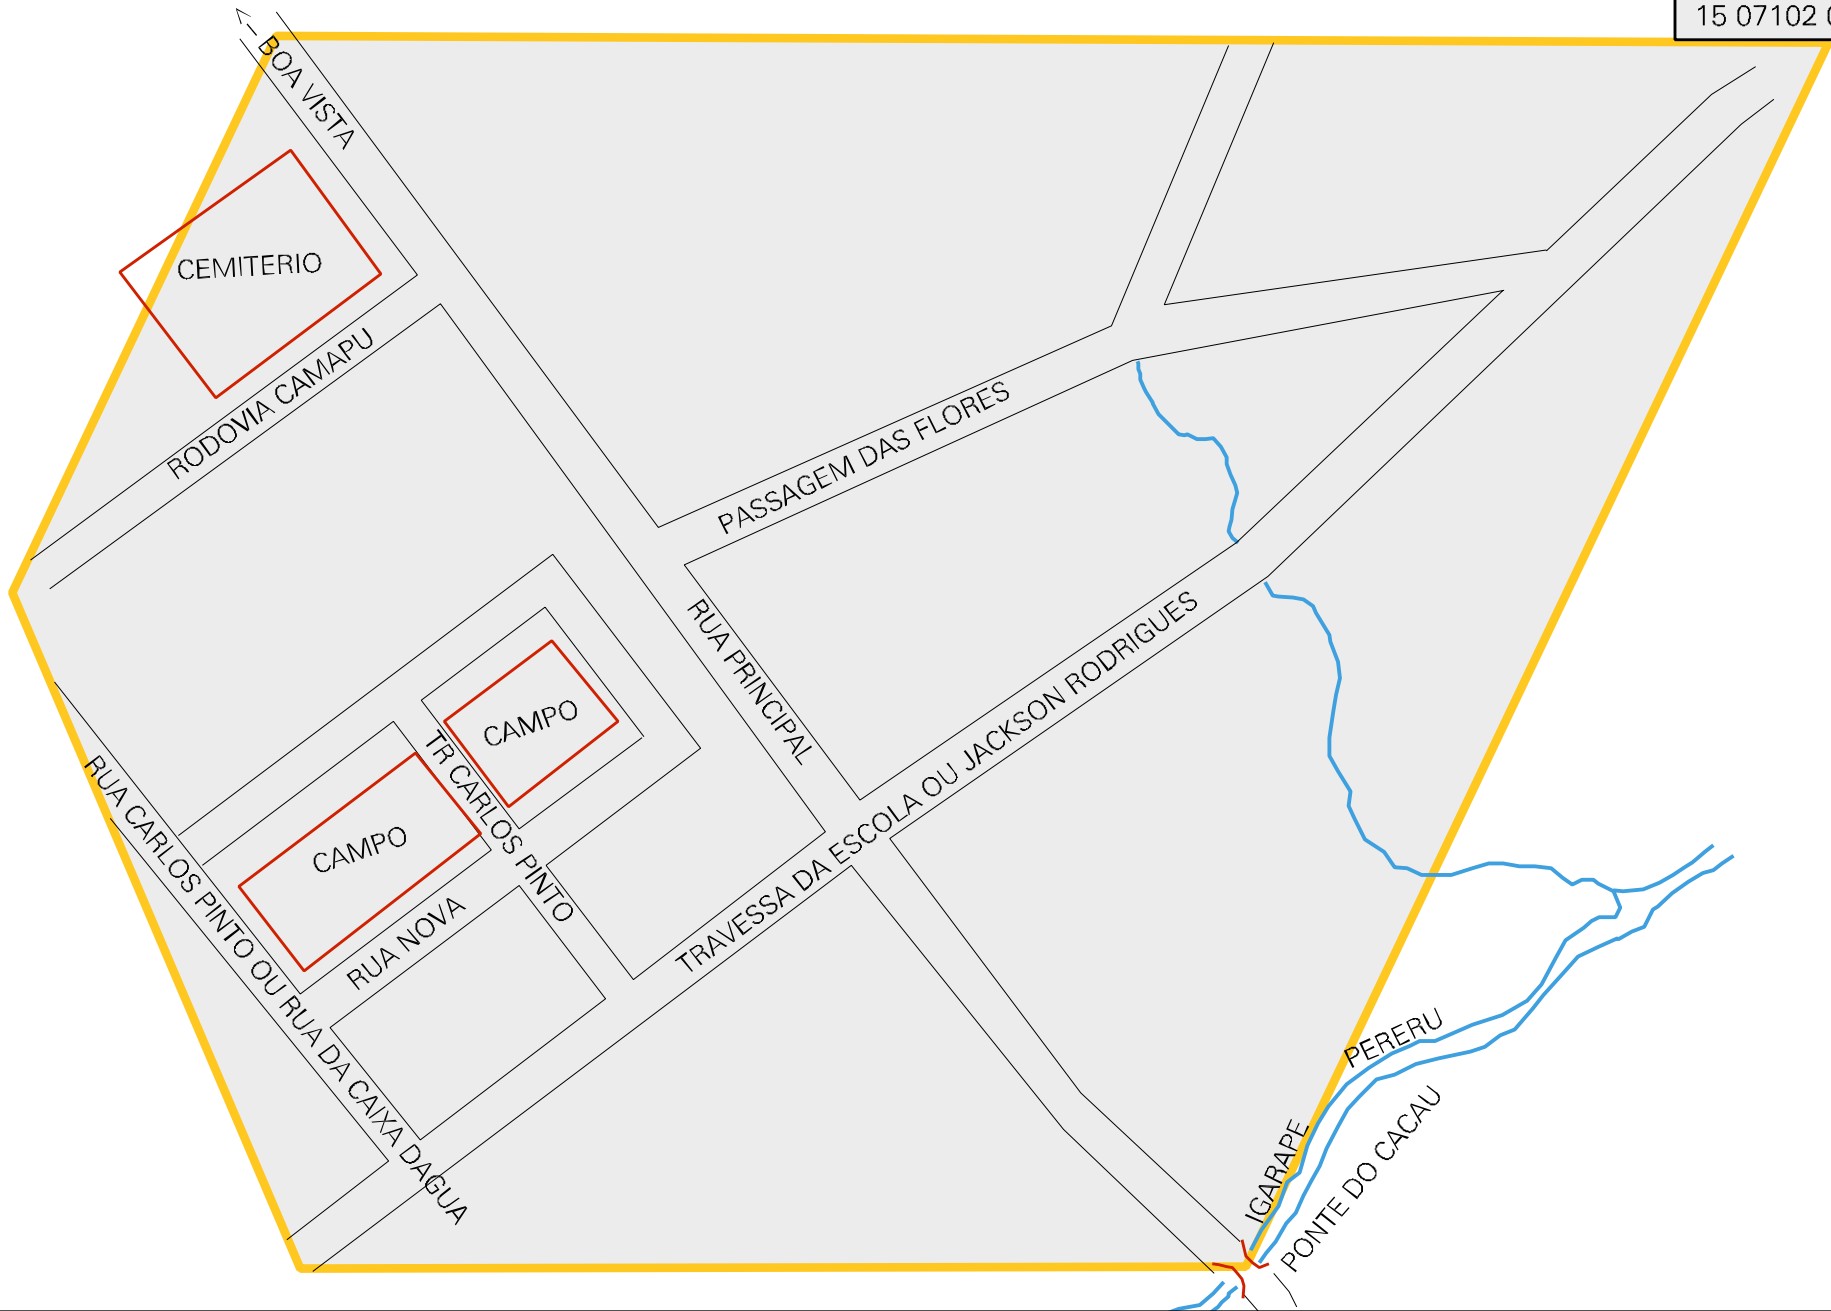 15 07102 0
BOA VISTA
CEMITERIO
RODOVIA CAMAPU
PASSAGEM DAS FLORES
RUA PRINCIPAL
TRAVESSA DA ESCOLA OU JACKSON RODRIGUES
CAMPO
TR CARLOS PINTO
CAMPO
RUA NOVA
RUA CARLOS PINTO OU RUA DA CAIXA DAGUA
IGARAPE PERERU
PONTE DO CACAU